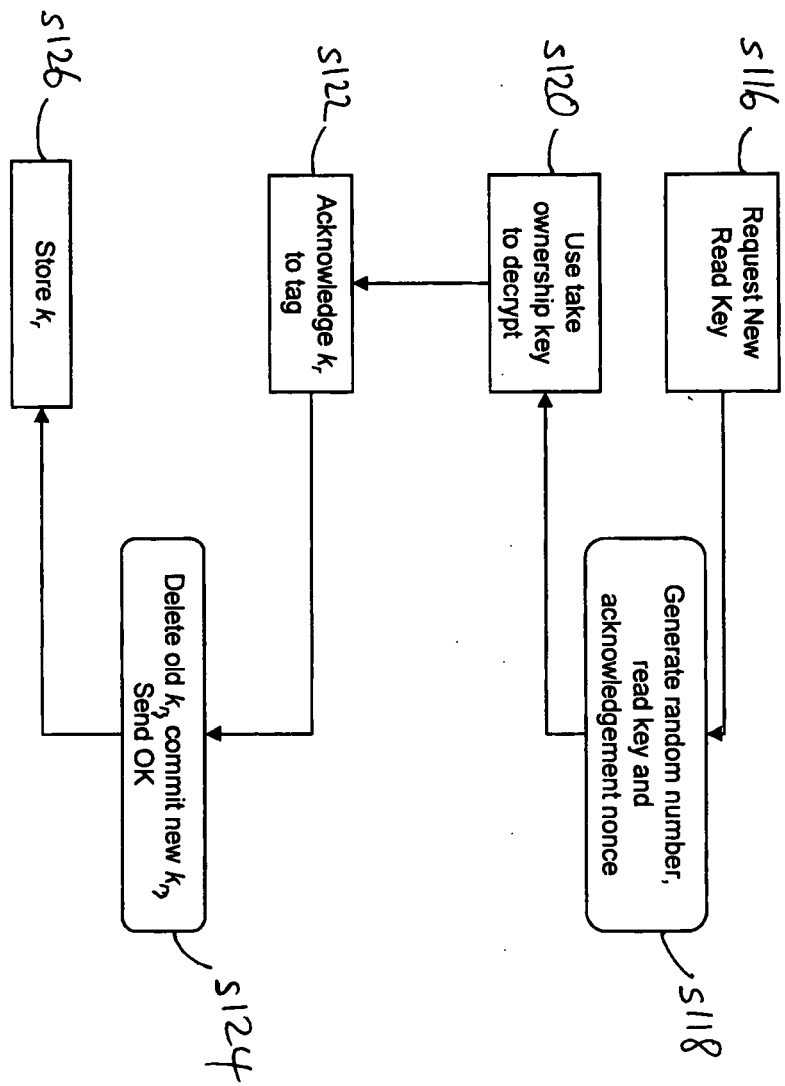 S116
Request New
Read Key
Generate random number,
read key and
acknowledgement nonce
S118
S120
Use take
ownership key
to decrypt
S122
Acknowledge kr
to tag
Delete old kr, commit new kr,
Send OK
S124
S126
Store kr